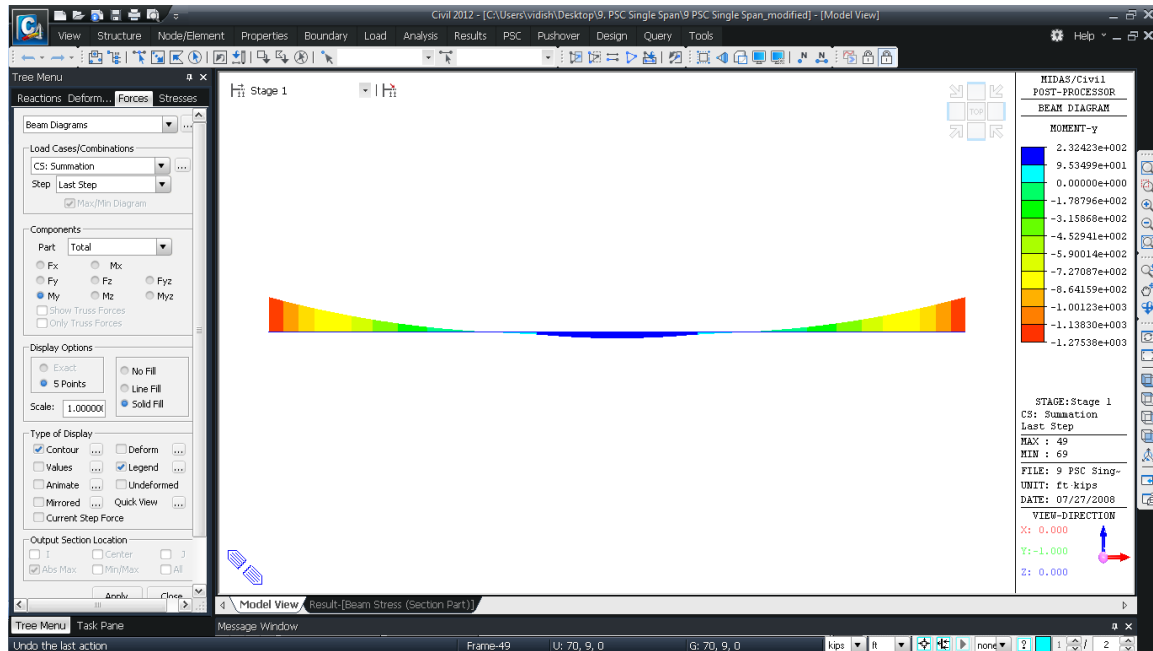 Civil 2012 - [C:\Users\vidish\Desktop\9. PSC Single Span\9 PSC Single Span_modified] - [Model View]
View Structure Node/Element Properties Boundary Load Analysis Results PSC Pushover Design Query Tools Help
Tree Menu
Reactions Deform... Forces Stresses
Beam Diagrams ...
Load Cases/Combinations
CS: Summation ...
Step Last Step
Max/Min Diagram
Components
Part Total
Fx Mx
Fy Fz Fyz
My Mz Myz
Show Truss Forces
Only Truss Forces
Display Options
Exact
5 Points
No Fill
Line Fill
Solid Fill
Scale: 1.00000
Type of Display
Contour ... Deform ...
Values ... Legend ...
Animate ... Undeformed
Mirrored ... Quick View ...
Current Step Force
Output Section Location
I Center J
Abs Max Min/Max All
Apply Close
Tree Menu Task Pane
Stage 1
TOP
MIDAS/Civil
POST-PROCESSOR
BEAM DIAGRAM
MOMENT-y
2.32423e+002
9.53499e+001
0.00000e+000
-1.78796e+002
-3.15868e+002
-4.52941e+002
-5.90014e+002
-7.27087e+002
-8.64159e+002
-1.00123e+003
-1.13830e+003
-1.27538e+003
STAGE:Stage 1
CS: Summation
Last Step
MAX : 49
MIN : 69
FILE: 9 PSC Sing~
UNIT: ft·kips
DATE: 07/27/2008
VIEW-DIRECTION
X: 0.000
Y:-1.000
Z: 0.000
Model View Result-[Beam Stress (Section Part)]
Message Window
Undo the last action Frame-49 U: 70, 9, 0 G: 70, 9, 0 kips ft none ? 1 / 2